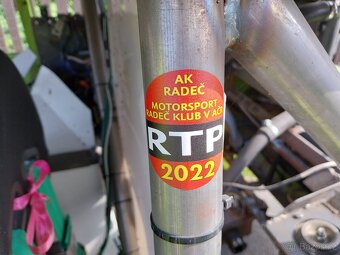 AK
RADEČ
MOTORSPORT
RADEČ KLUB V AČR
RTP
2022